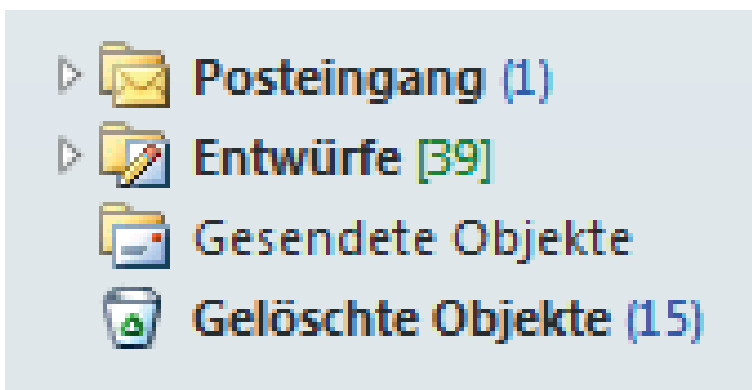 Posteingang (1)
Entwürfe [39]
Gesendete Objekte
Gelöschte Objekte (15)